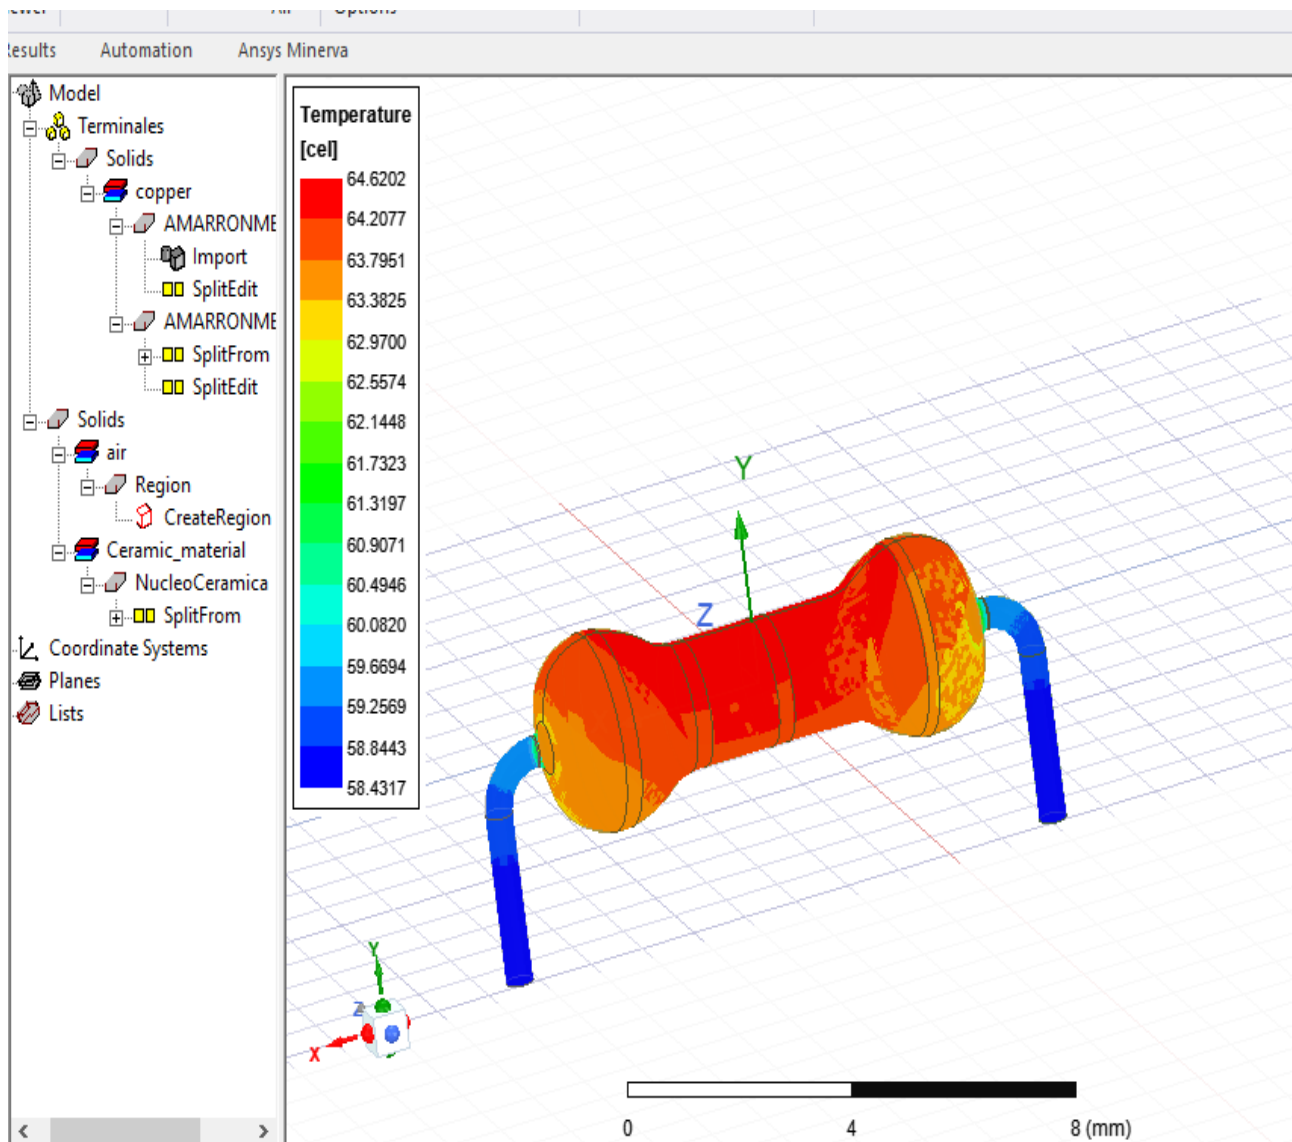 Options
Results Automation Ansys Minerva
Model
Terminales
Solids
copper
AMARRONME
Import
SplitEdit
AMARRONME
SplitFrom
SplitEdit
Solids
air
Region
CreateRegion
Ceramic_material
NucleoCeramica
SplitFrom
Coordinate Systems
Planes
Lists
Temperature
[cel]
64.6202
64.2077
63.7951
63.3825
62.9700
62.5574
62.1448
61.7323
61.3197
60.9071
60.4946
60.0820
59.6694
59.2569
58.8443
58.4317
Y
Z
Y
Z
X
0 4 8 (mm)